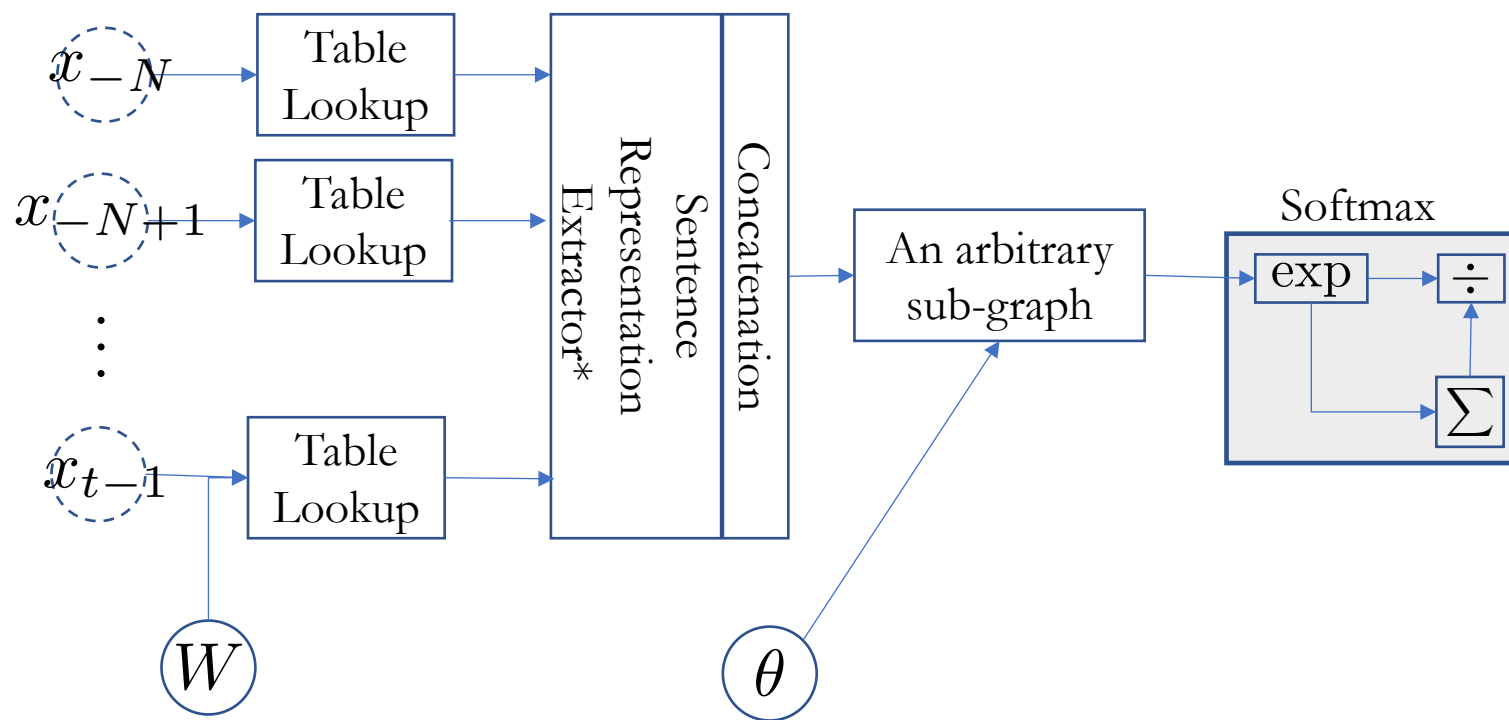 x_{-N}
Table
Lookup
x_{-N+1}
Table
Lookup
⋮
x_{t-1}
Table
Lookup
W
Sentence
Representation
Extractor*
Concatenation
An arbitrary
sub-graph
θ
Softmax
exp
÷
∑